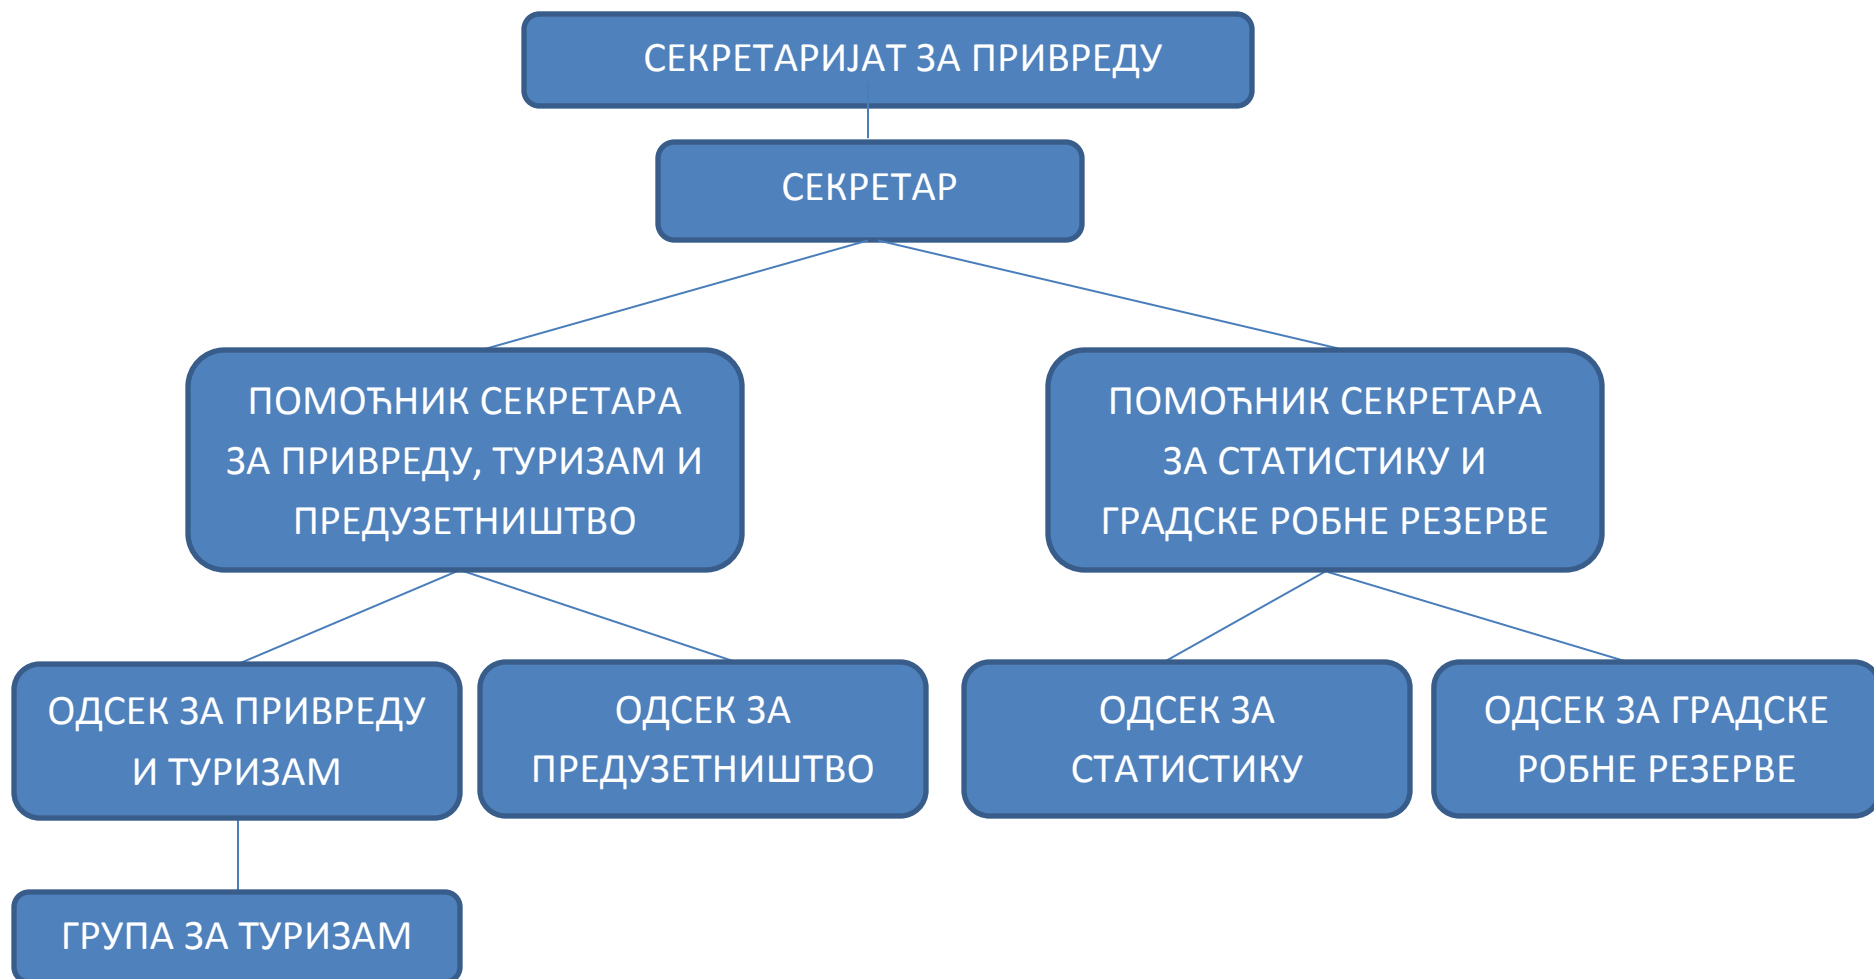 СЕКРЕТАРИЈАТ ЗА ПРИВРЕДУ
СЕКРЕТАР
ПОМОЋНИК СЕКРЕТАРА
ЗА ПРИВРЕДУ, ТУРИЗАМ И
ПРЕДУЗЕТНИШТВО
ПОМОЋНИК СЕКРЕТАРА
ЗА СТАТИСТИКУ И
ГРАДСКЕ РОБНЕ РЕЗЕРВЕ
ОДСЕК ЗА ПРИВРЕДУ
И ТУРИЗАМ
ОДСЕК ЗА
ПРЕДУЗЕТНИШТВО
ОДСЕК ЗА
СТАТИСТИКУ
ОДСЕК ЗА ГРАДСКЕ
РОБНЕ РЕЗЕРВЕ
ГРУПА ЗА ТУРИЗАМ